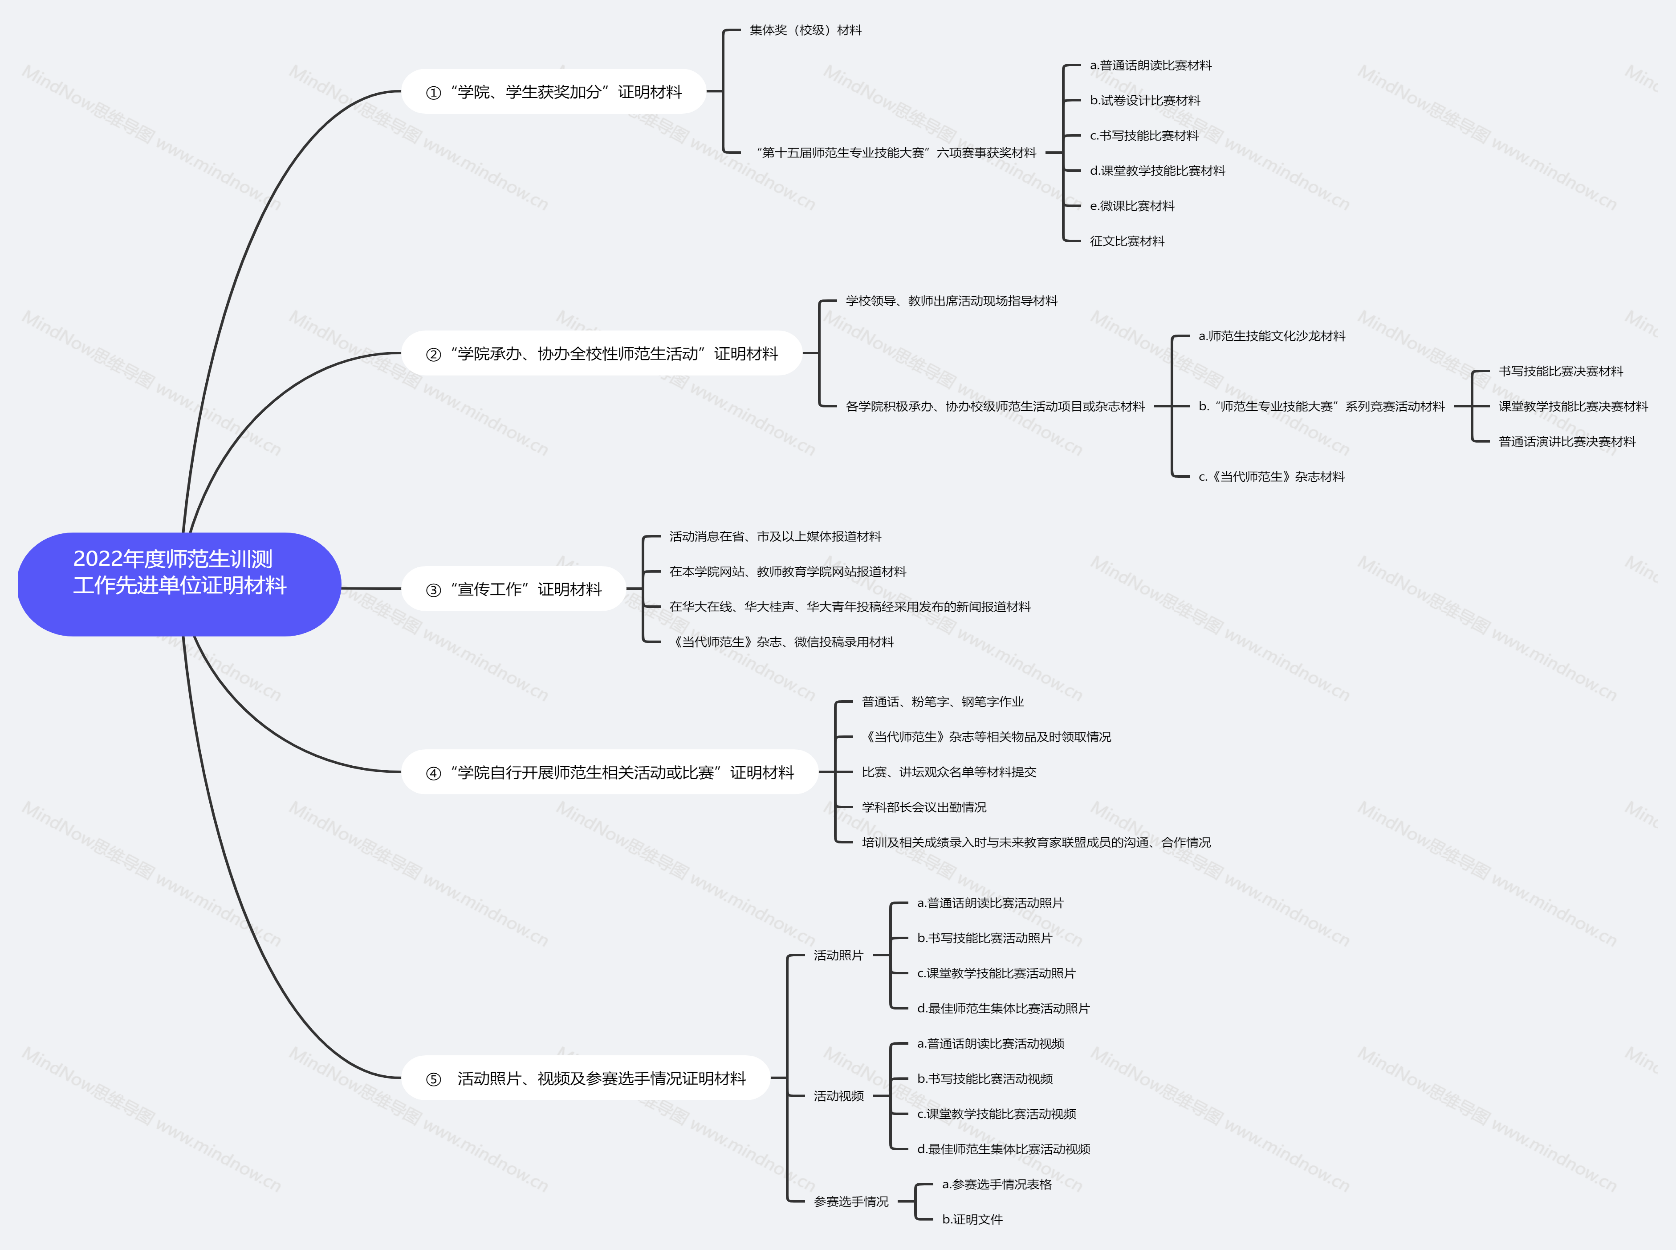 2022年度师范生训测
工作先进单位证明材料
①“学院、学生获奖加分”证明材料
集体奖（校级）材料
“第十五届师范生专业技能大赛”六项赛事获奖材料
a.普通话朗读比赛材料
b.试卷设计比赛材料
c.书写技能比赛材料
d.课堂教学技能比赛材料
e.微课比赛材料
征文比赛材料
②“学院承办、协办全校性师范生活动”证明材料
学校领导、教师出席活动现场指导材料
各学院积极承办、协办校级师范生活动项目或杂志材料
a.师范生技能文化沙龙材料
b.“师范生专业技能大赛”系列竞赛活动材料
书写技能比赛决赛材料
课堂教学技能比赛决赛材料
普通话演讲比赛决赛材料
c.《当代师范生》杂志材料
③“宣传工作”证明材料
活动消息在省、市及以上媒体报道材料
在本学院网站、教师教育学院网站报道材料
在华大在线、华大桂声、华大青年投稿经采用发布的新闻报道材料
《当代师范生》杂志、微信投稿录用材料
④“学院自行开展师范生相关活动或比赛”证明材料
普通话、粉笔字、钢笔字作业
《当代师范生》杂志等相关物品及时领取情况
比赛、讲坛观众名单等材料提交
学科部长会议出勤情况
培训及相关成绩录入时与未来教育家联盟成员的沟通、合作情况
⑤ 活动照片、视频及参赛选手情况证明材料
活动照片
a.普通话朗读比赛活动照片
b.书写技能比赛活动照片
c.课堂教学技能比赛活动照片
d.最佳师范生集体比赛活动照片
活动视频
a.普通话朗读比赛活动视频
b.书写技能比赛活动视频
c.课堂教学技能比赛活动视频
d.最佳师范生集体比赛活动视频
参赛选手情况
a.参赛选手情况表格
b.证明文件
MindNow思维导图 www.mindnow.cn